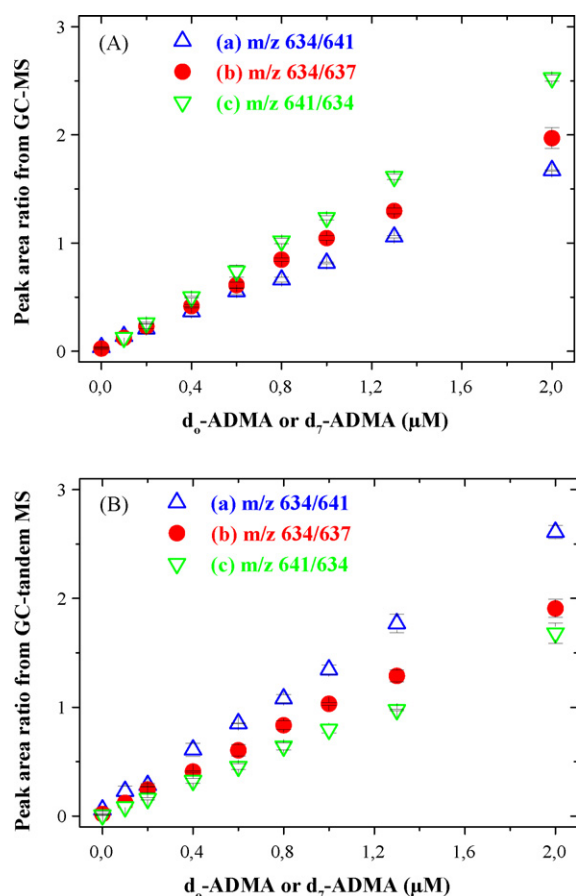 (A)
(a) m/z 634/641
(b) m/z 634/637
(c) m/z 641/634
Peak area ratio from GC-MS
3
2
1
0
0,0 0,4 0,8 1,2 1,6 2,0
dₒ-ADMA or d₇-ADMA (µM)
(B)
(a) m/z 634/641
(b) m/z 634/637
(c) m/z 641/634
Peak area ratio from GC-tandem MS
3
2
1
0
0,0 0,4 0,8 1,2 1,6 2,0
dₒ-ADMA or d₇-ADMA (µM)